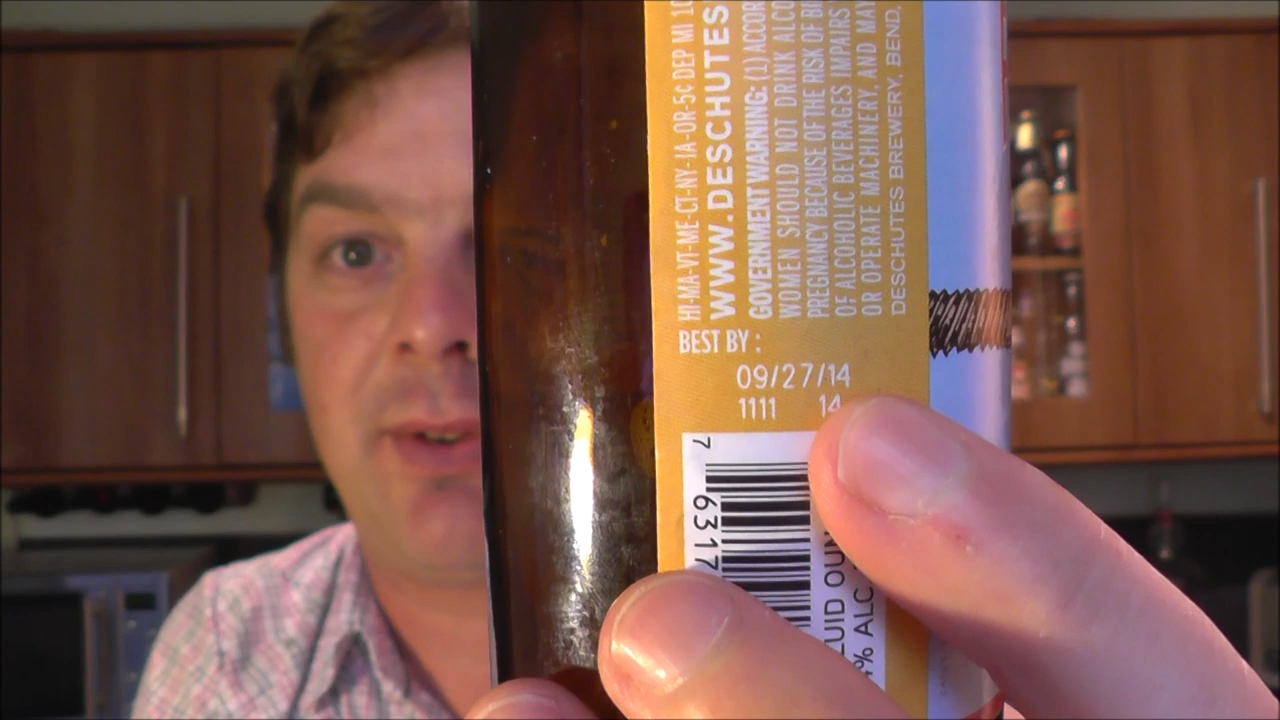 HI-MA-VT-ME-CT-NY-IA-OR-5¢ DEP MI 10
WWW.DESCHUTES
GOVERNMENT WARNING: (1) ACCOR
WOMEN SHOULD NOT DRINK ALCO
PREGNANCY BECAUSE OF THE RISK OF BI
OF ALCOHOLIC BEVERAGES IMPAIRS
OR OPERATE MACHINERY, AND MAY
DESCHUTES BREWERY, BEND,
BEST BY :
09/27/14
1111 14
7 6317
UID OUN
% ALC